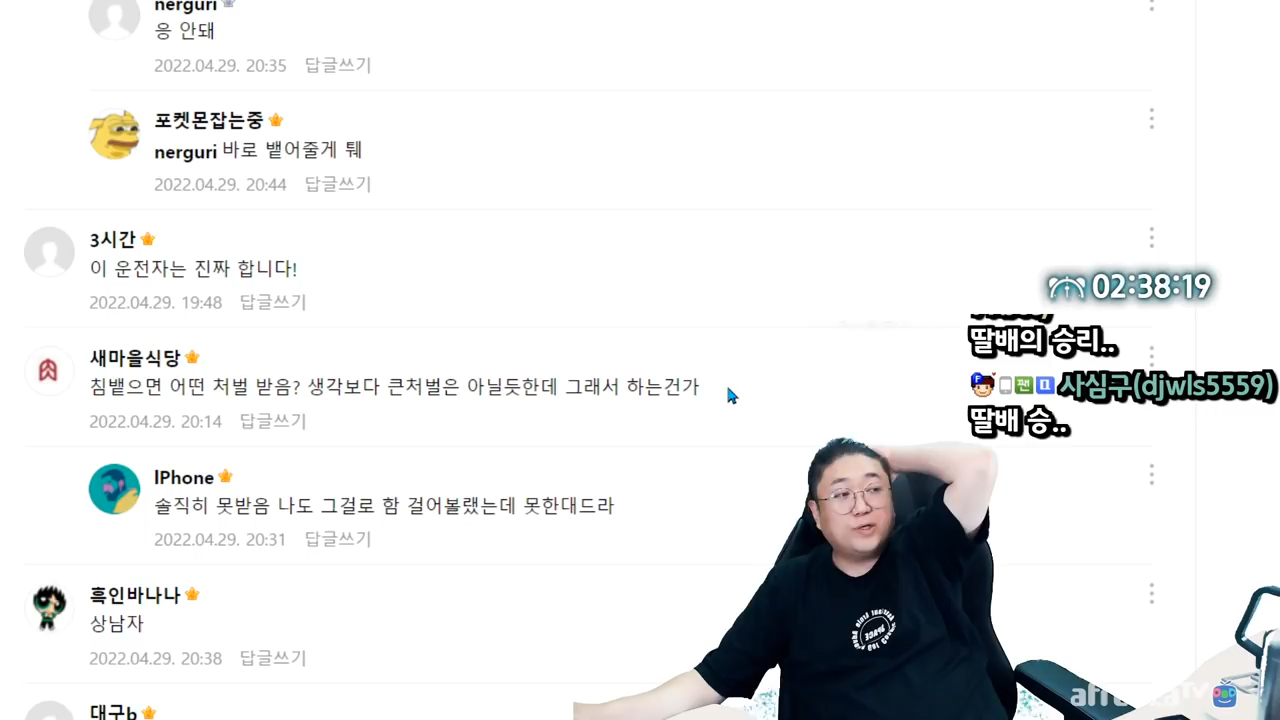 nerguri
응 안돼
2022.04.29. 20:35 답글쓰기
포켓몬잡는중
nerguri 바로 뱉어줄게 퉤
2022.04.29. 20:44 답글쓰기
3시간
이 운전자는 진짜 합니다!
2022.04.29. 19:48 답글쓰기
새마을식당
침뱉으면 어떤 처벌 받음? 생각보다 큰처벌은 아닐듯한데 그래서 하는건가
2022.04.29. 20:14 답글쓰기
IPhone
솔직히 못받음 나도 그걸로 함 걸어볼랬는데 못한대드라
2022.04.29. 20:31 답글쓰기
흑인바나나
상남자
2022.04.29. 20:38 답글쓰기
대구b
02:38:19
딸배의 승리..
팬 사심구(djwls5559)
딸배 승..
SPACE